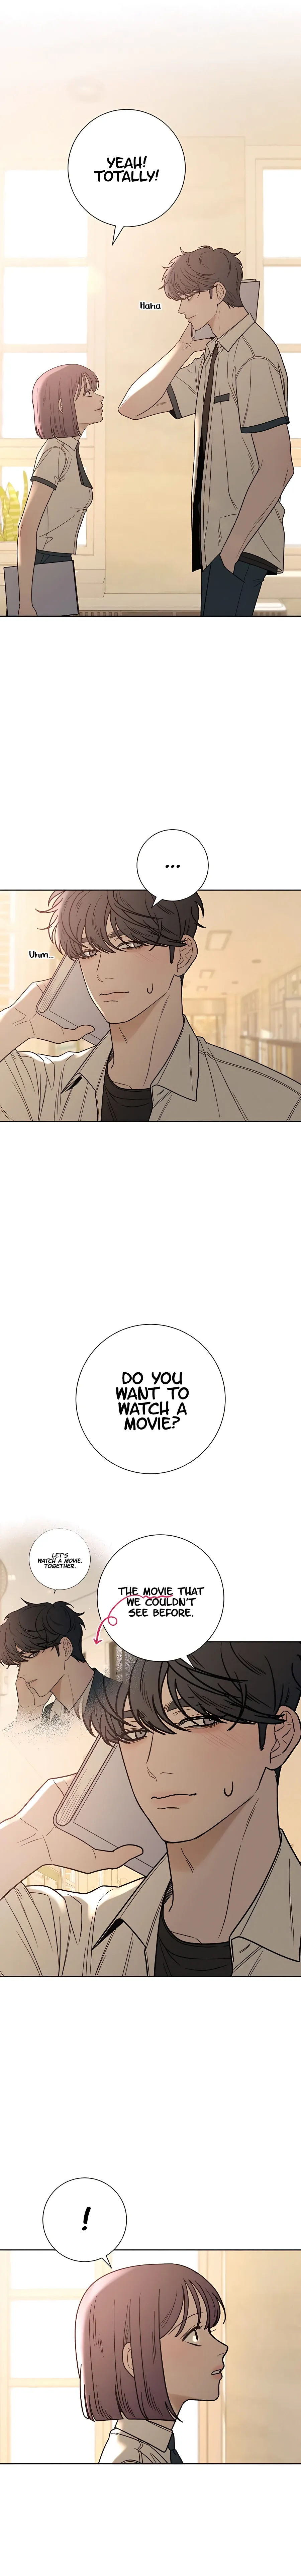 YEAH!
TOTALLY!
Haha
...
Uhm...
DO YOU
WANT TO
WATCH A
MOVIE?
LET'S
WATCH A MOVIE.
TOGETHER.
THE MOVIE THAT
WE COULDN'T
SEE BEFORE.
!